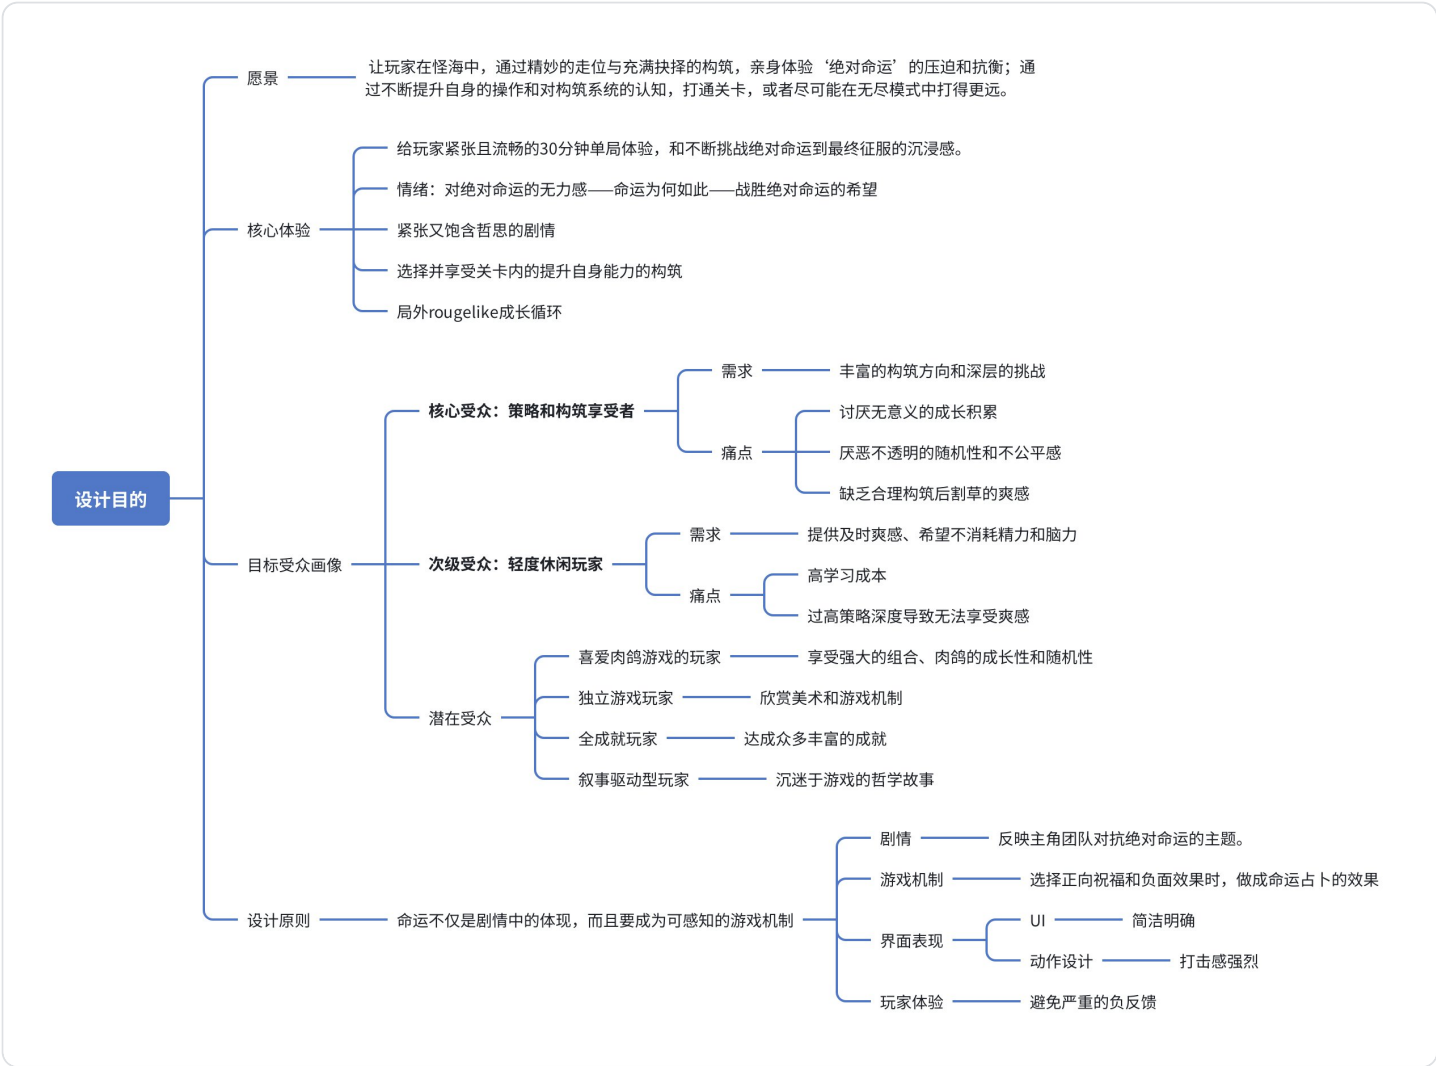 设计目的
愿景
让玩家在怪海中，通过精妙的走位与充满抉择的构筑，亲身体验‘绝对命运’的压迫和抗衡；通
过不断提升自身的操作和对构筑系统的认知，打通关卡，或者尽可能在无尽模式中打得更远。
核心体验
给玩家紧张且流畅的30分钟单局体验，和不断挑战绝对命运到最终征服的沉浸感。
情绪：对绝对命运的无力感——命运为何如此——战胜绝对命运的希望
紧张又饱含哲思的剧情
选择并享受关卡内的提升自身能力的构筑
局外rougelike成长循环
目标受众画像
核心受众：策略和构筑享受者
需求
丰富的构筑方向和深层的挑战
痛点
讨厌无意义的成长积累
厌恶不透明的随机性和不公平感
缺乏合理构筑后割草的爽感
次级受众：轻度休闲玩家
需求
提供及时爽感、希望不消耗精力和脑力
痛点
高学习成本
过高策略深度导致无法享受爽感
潜在受众
喜爱肉鸽游戏的玩家
享受强大的组合、肉鸽的成长性和随机性
独立游戏玩家
欣赏美术和游戏机制
全成就玩家
达成众多丰富的成就
叙事驱动型玩家
沉迷于游戏的哲学故事
设计原则
命运不仅是剧情中的体现，而且要成为可感知的游戏机制
剧情
反映主角团队对抗绝对命运的主题。
游戏机制
选择正向祝福和负面效果时，做成命运占卜的效果
界面表现
UI
简洁明确
动作设计
打击感强烈
玩家体验
避免严重的负反馈